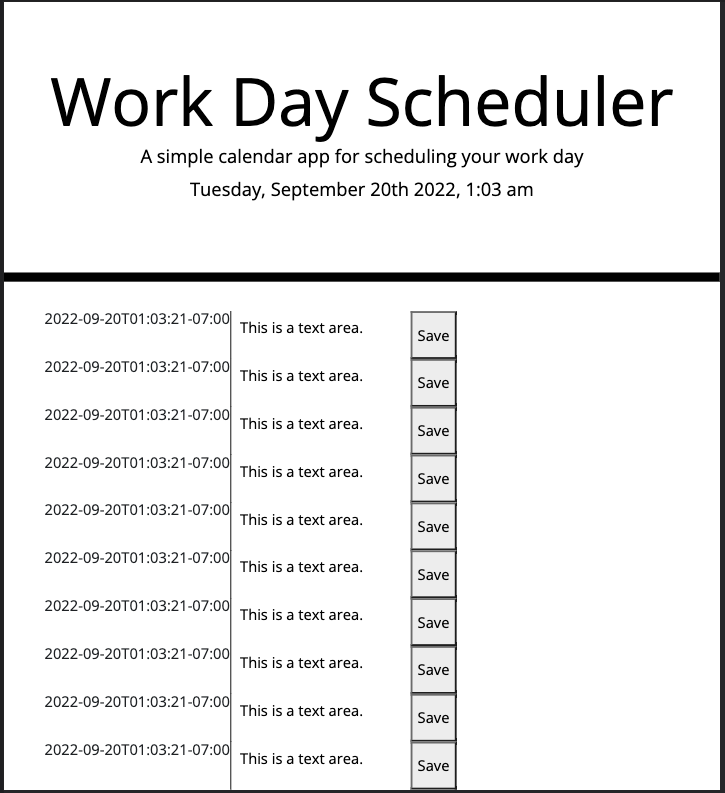 Work Day Scheduler
A simple calendar app for scheduling your work day
Tuesday, September 20th 2022, 1:03 am
2022-09-20T01:03:21-07:00 This is a text area. Save
2022-09-20T01:03:21-07:00 This is a text area. Save
2022-09-20T01:03:21-07:00 This is a text area. Save
2022-09-20T01:03:21-07:00 This is a text area. Save
2022-09-20T01:03:21-07:00 This is a text area. Save
2022-09-20T01:03:21-07:00 This is a text area. Save
2022-09-20T01:03:21-07:00 This is a text area. Save
2022-09-20T01:03:21-07:00 This is a text area. Save
2022-09-20T01:03:21-07:00 This is a text area. Save
2022-09-20T01:03:21-07:00 This is a text area. Save